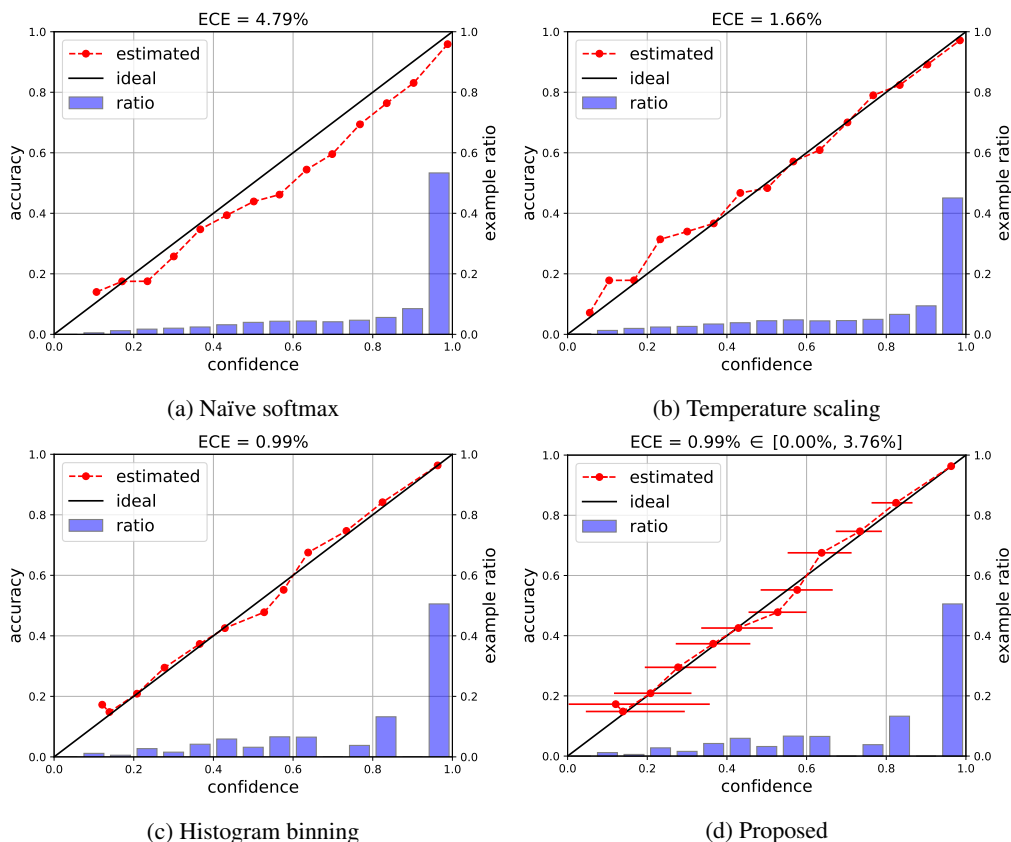 ECE = 4.79%
estimated
ideal
ratio
accuracy
example ratio
0.0 0.2 0.4 0.6 0.8 1.0
0.0 0.2 0.4 0.6 0.8 1.0
0.0 0.2 0.4 0.6 0.8 1.0
confidence
(a) Naïve softmax
ECE = 1.66%
estimated
ideal
ratio
accuracy
example ratio
0.0 0.2 0.4 0.6 0.8 1.0
0.0 0.2 0.4 0.6 0.8 1.0
0.0 0.2 0.4 0.6 0.8 1.0
confidence
(b) Temperature scaling
ECE = 0.99%
estimated
ideal
ratio
accuracy
example ratio
0.0 0.2 0.4 0.6 0.8 1.0
0.0 0.2 0.4 0.6 0.8 1.0
0.0 0.2 0.4 0.6 0.8 1.0
confidence
(c) Histogram binning
ECE = 0.99% ∈ [0.00%, 3.76%]
estimated
ideal
ratio
accuracy
example ratio
0.0 0.2 0.4 0.6 0.8 1.0
0.0 0.2 0.4 0.6 0.8 1.0
0.0 0.2 0.4 0.6 0.8 1.0
confidence
(d) Proposed